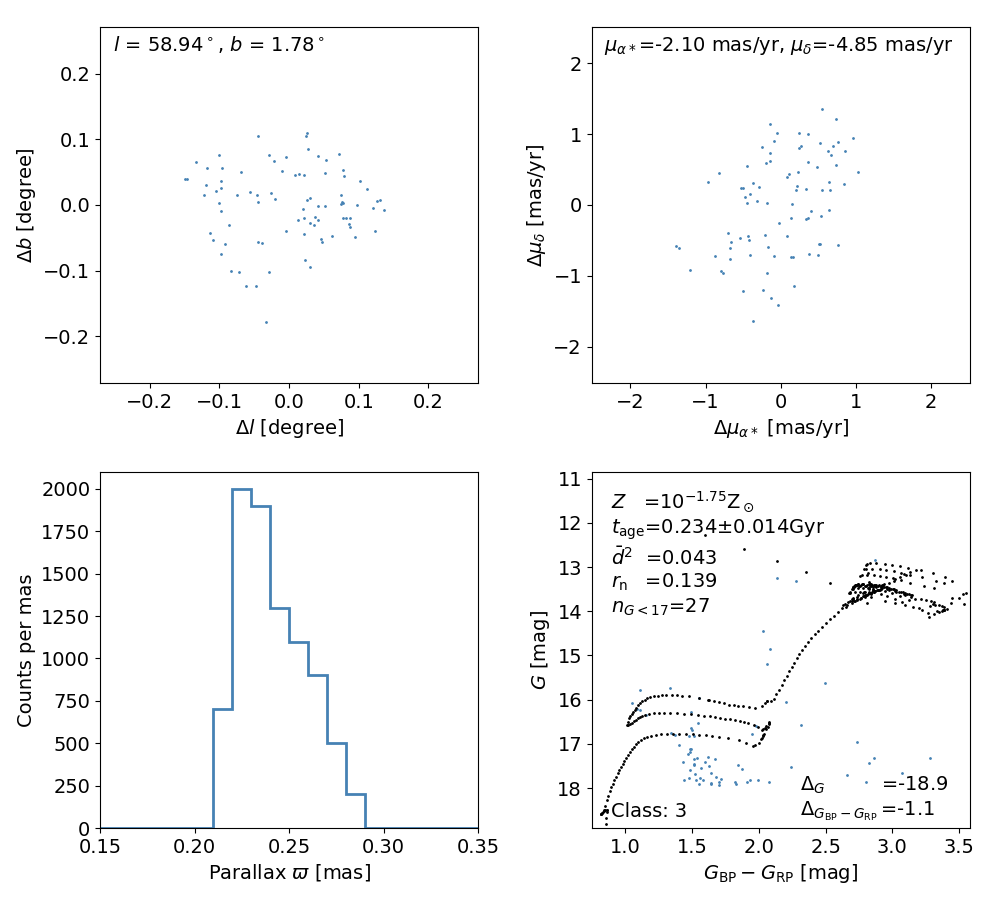 l = 58.94°, b = 1.78°
0.2
0.1
0.0
−0.1
−0.2
Δb [degree]
−0.2 −0.1 0.0 0.1 0.2
Δl [degree]
μα*=-2.10 mas/yr, μδ=-4.85 mas/yr
2
1
0
−1
−2
Δμδ [mas/yr]
−2 −1 0 1 2
Δμα* [mas/yr]
2000
1750
1500
1250
1000
750
500
250
0
Counts per mas
0.15 0.20 0.25 0.30 0.35
Parallax ϖ [mas]
11
12
13
14
15
16
17
18
G [mag]
Z =10^−1.75 Z⊙
tage=0.234±0.014Gyr
d̄² =0.043
rn =0.139
nG<17=27
ΔG =-18.9
ΔGBP−GRP =-1.1
Class: 3
1.0 1.5 2.0 2.5 3.0 3.5
GBP − GRP [mag]